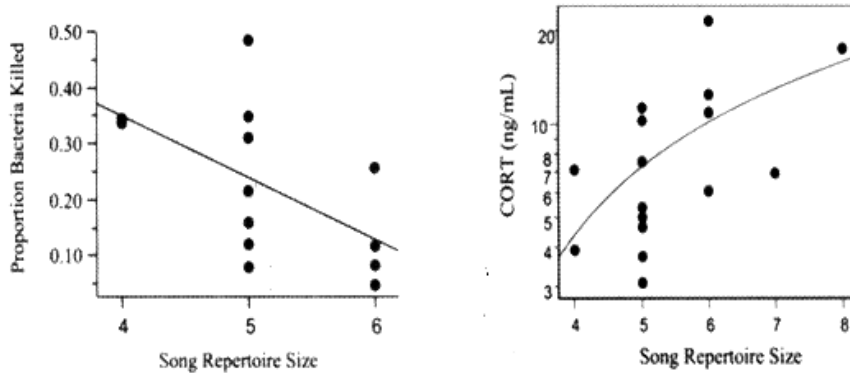 Proportion Bacteria Killed
0.50
0.40
0.30
0.20
0.10
4 5 6
Song Repertoire Size
CORT (ng/mL)
20
10
8
7
6
5
4
3
4 5 6 7 8
Song Repertoire Size